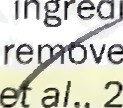 ingredi
remove
et al., 2